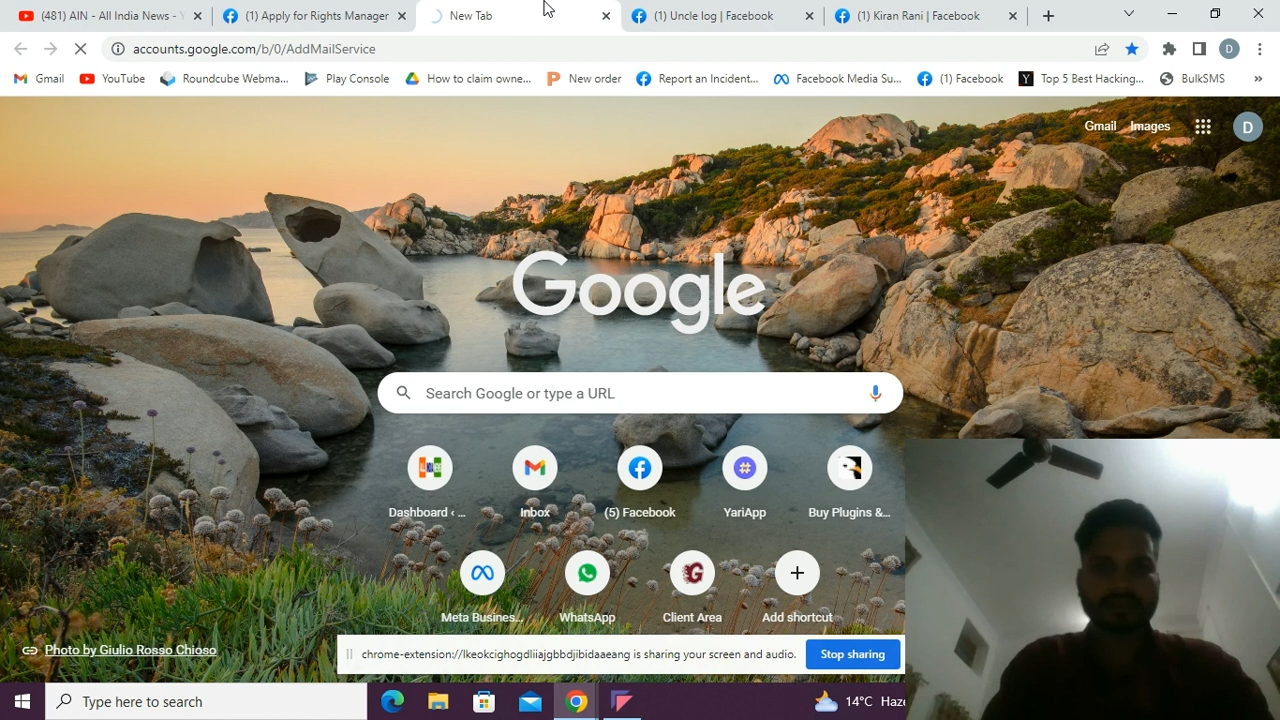 (481) AIN - All India News - Y
(1) Apply for Rights Manager
New Tab
(1) Uncle log | Facebook
(1) Kiran Rani | Facebook
accounts.google.com/b/0/AddMailService
D
Gmail
YouTube
Roundcube Webma...
Play Console
How to claim owne...
New order
Report an Incident...
Facebook Media Su...
(1) Facebook
Top 5 Best Hacking...
BulkSMS
»
Gmail
Images
D
Google
Search Google or type a URL
Dashboard ‹ ...
Inbox
(5) Facebook
YariApp
Buy Plugins &...
Meta Busines...
WhatsApp
Client Area
Add shortcut
Photo by Giulio Rosso Chioso
chrome-extension://lkeokcighogdliiajgbbdjibidaaeang is sharing your screen and audio.
Stop sharing
Type here to search
14°C Haze